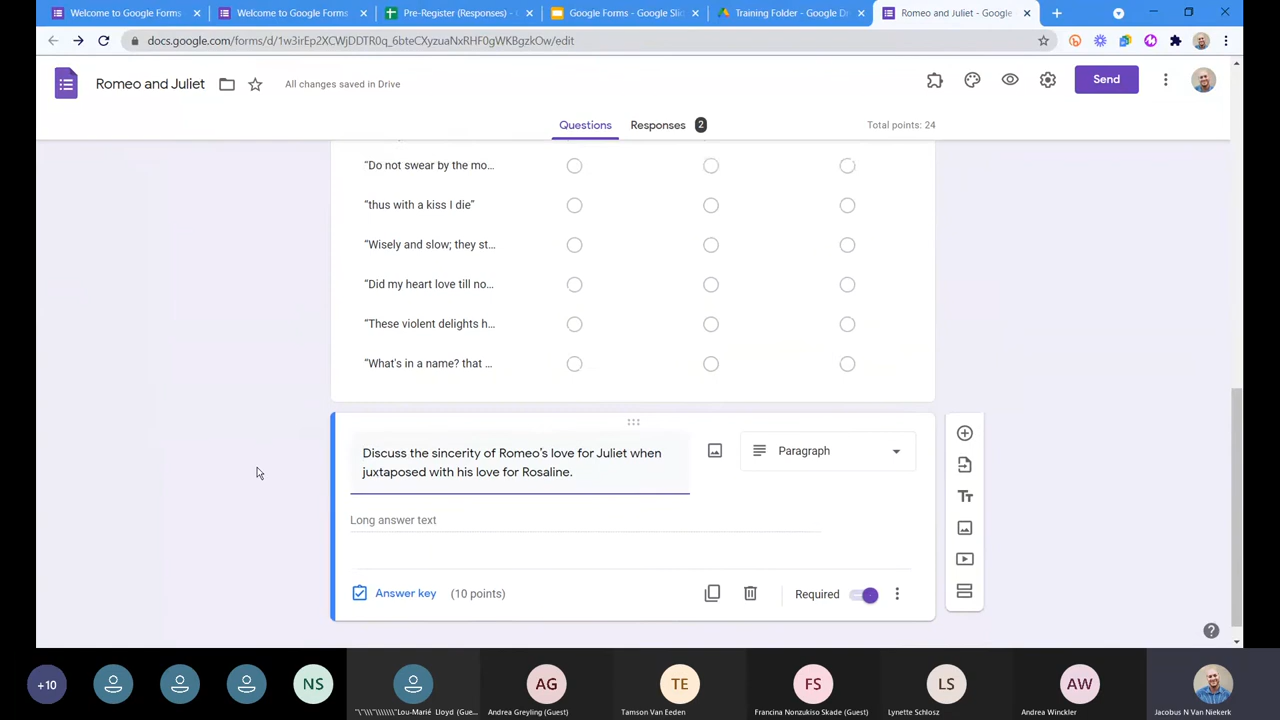 Welcome to Google Forms
Welcome to Google Forms
Pre-Register (Responses) -
Google Forms - Google Sli
Training Folder - Google D
Romeo and Juliet - Google
docs.google.com/forms/d/1w3irEp2XCWjDDTR0q_6bteCXyzuaNxRHF0gWKBgzkOw/edit
Romeo and Juliet
All changes saved in Drive
Send
Questions
Responses 2
Total points: 24
“Do not swear by the mo...
“thus with a kiss I die”
“Wisely and slow; they st...
“Did my heart love till no...
“These violent delights h...
“What's in a name? that ...
Discuss the sincerity of Romeo’s love for Juliet when
juxtaposed with his love for Rosaline.
Paragraph
Long answer text
Answer key (10 points)
Required
+10
NS
AG
TE
FS
LS
AW
"\"\\"\\\\\\\"Lou-Marié Lloyd (Gue...
Andrea Greyling (Guest)
Tamson Van Eeden
Francina Nonzukiso Skade (Guest)
Lynette Schlosz
Andrea Winckler
Jacobus N Van Niekerk